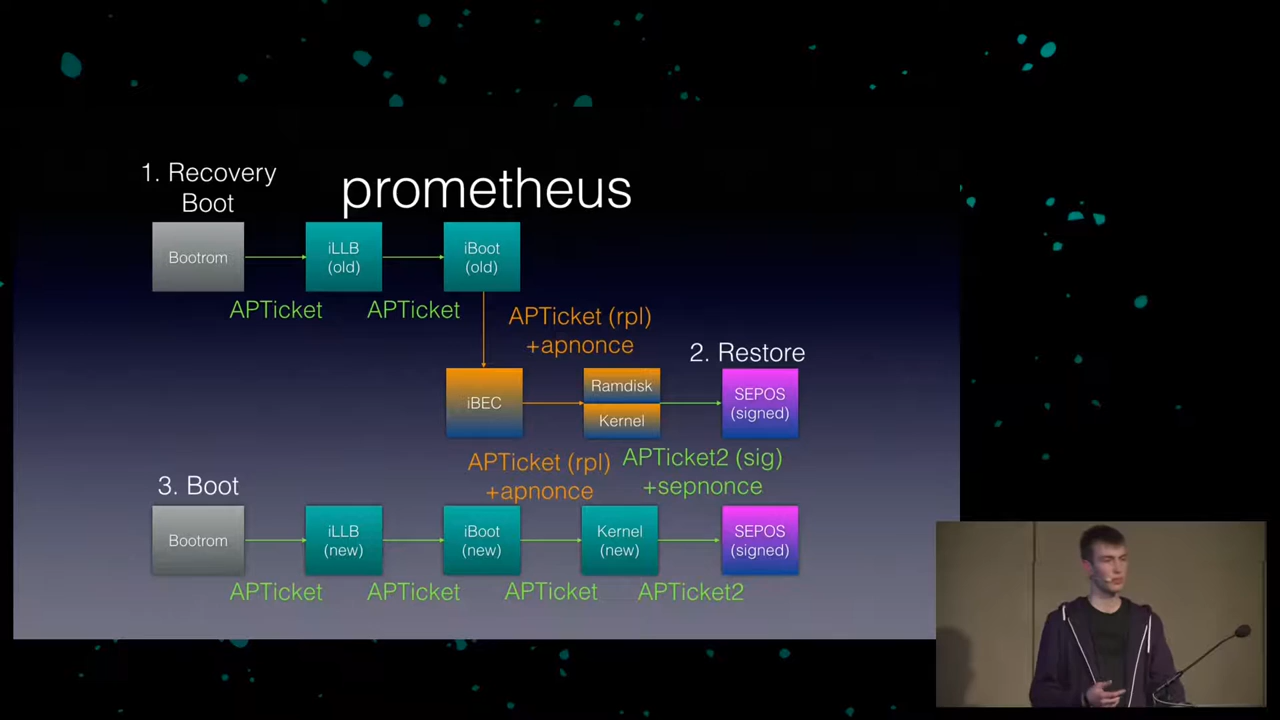 prometheus
1. Recovery
Boot
Bootrom
iLLB
(old)
iBoot
(old)
APTicket
APTicket
APTicket (rpl)
+apnonce
2. Restore
iBEC
Ramdisk
Kernel
SEPOS
(signed)
APTicket (rpl)
+apnonce
APTicket2 (sig)
+sepnonce
3. Boot
Bootrom
iLLB
(new)
iBoot
(new)
Kernel
(new)
SEPOS
(signed)
APTicket
APTicket
APTicket
APTicket2